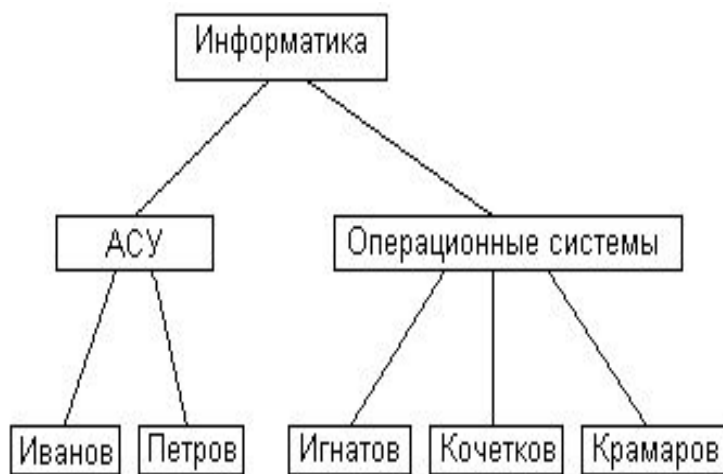 Информатика
АСУ
Операционные системы
Иванов
Петров
Игнатов
Кочетков
Крамаров